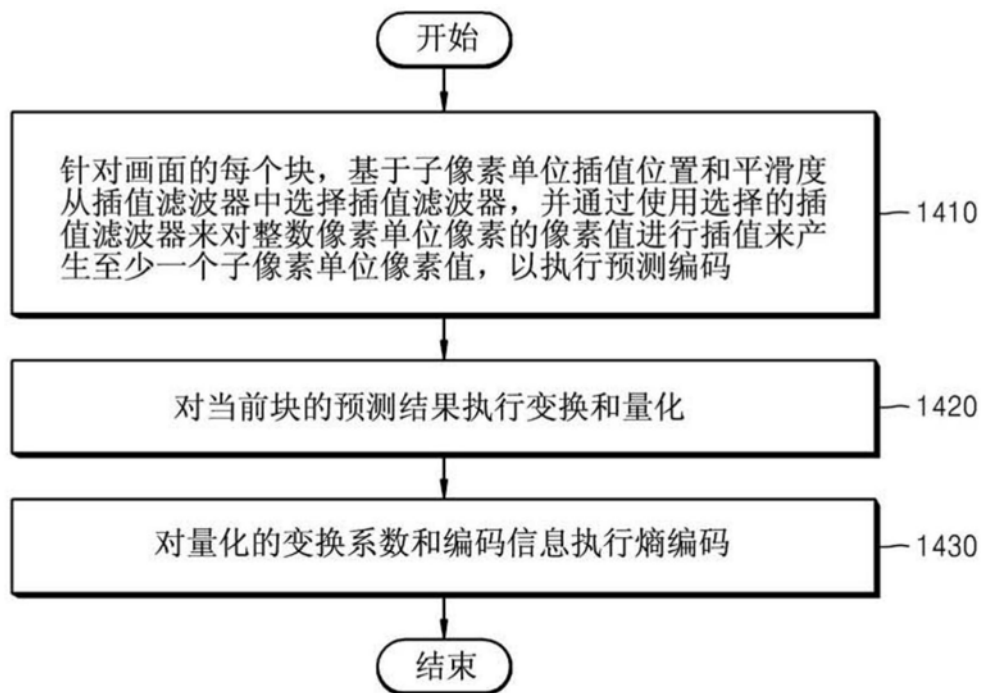 开始
针对画面的每个块，基于子像素单位插值位置和平滑度
从插值滤波器中选择插值滤波器，并通过使用选择的插
值滤波器来对整数像素单位像素的像素值进行插值来产
生至少一个子像素单位像素值，以执行预测编码
1410
对当前块的预测结果执行变换和量化
1420
对量化的变换系数和编码信息执行熵编码
1430
结束